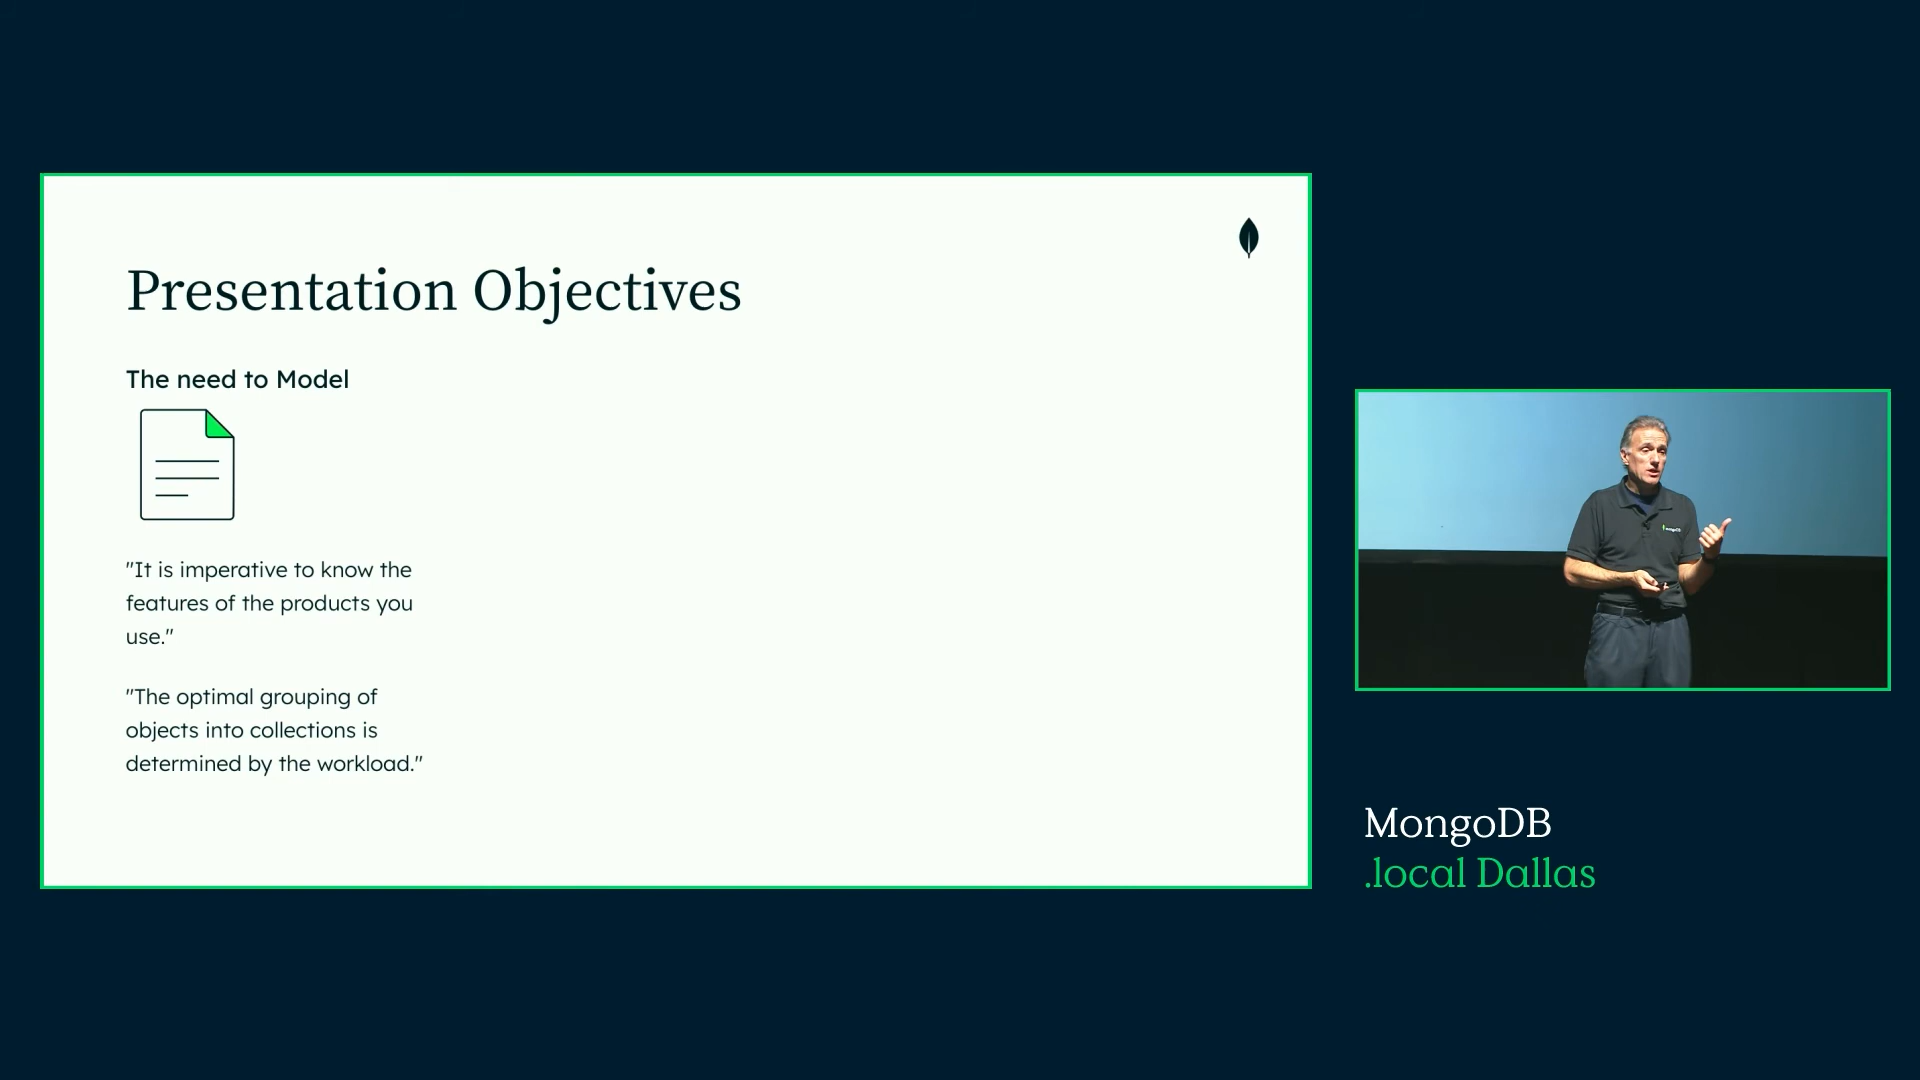 Presentation Objectives
The need to Model
"It is imperative to know the
features of the products you
use."
"The optimal grouping of
objects into collections is
determined by the workload."
mongoDB
MongoDB
.local Dallas